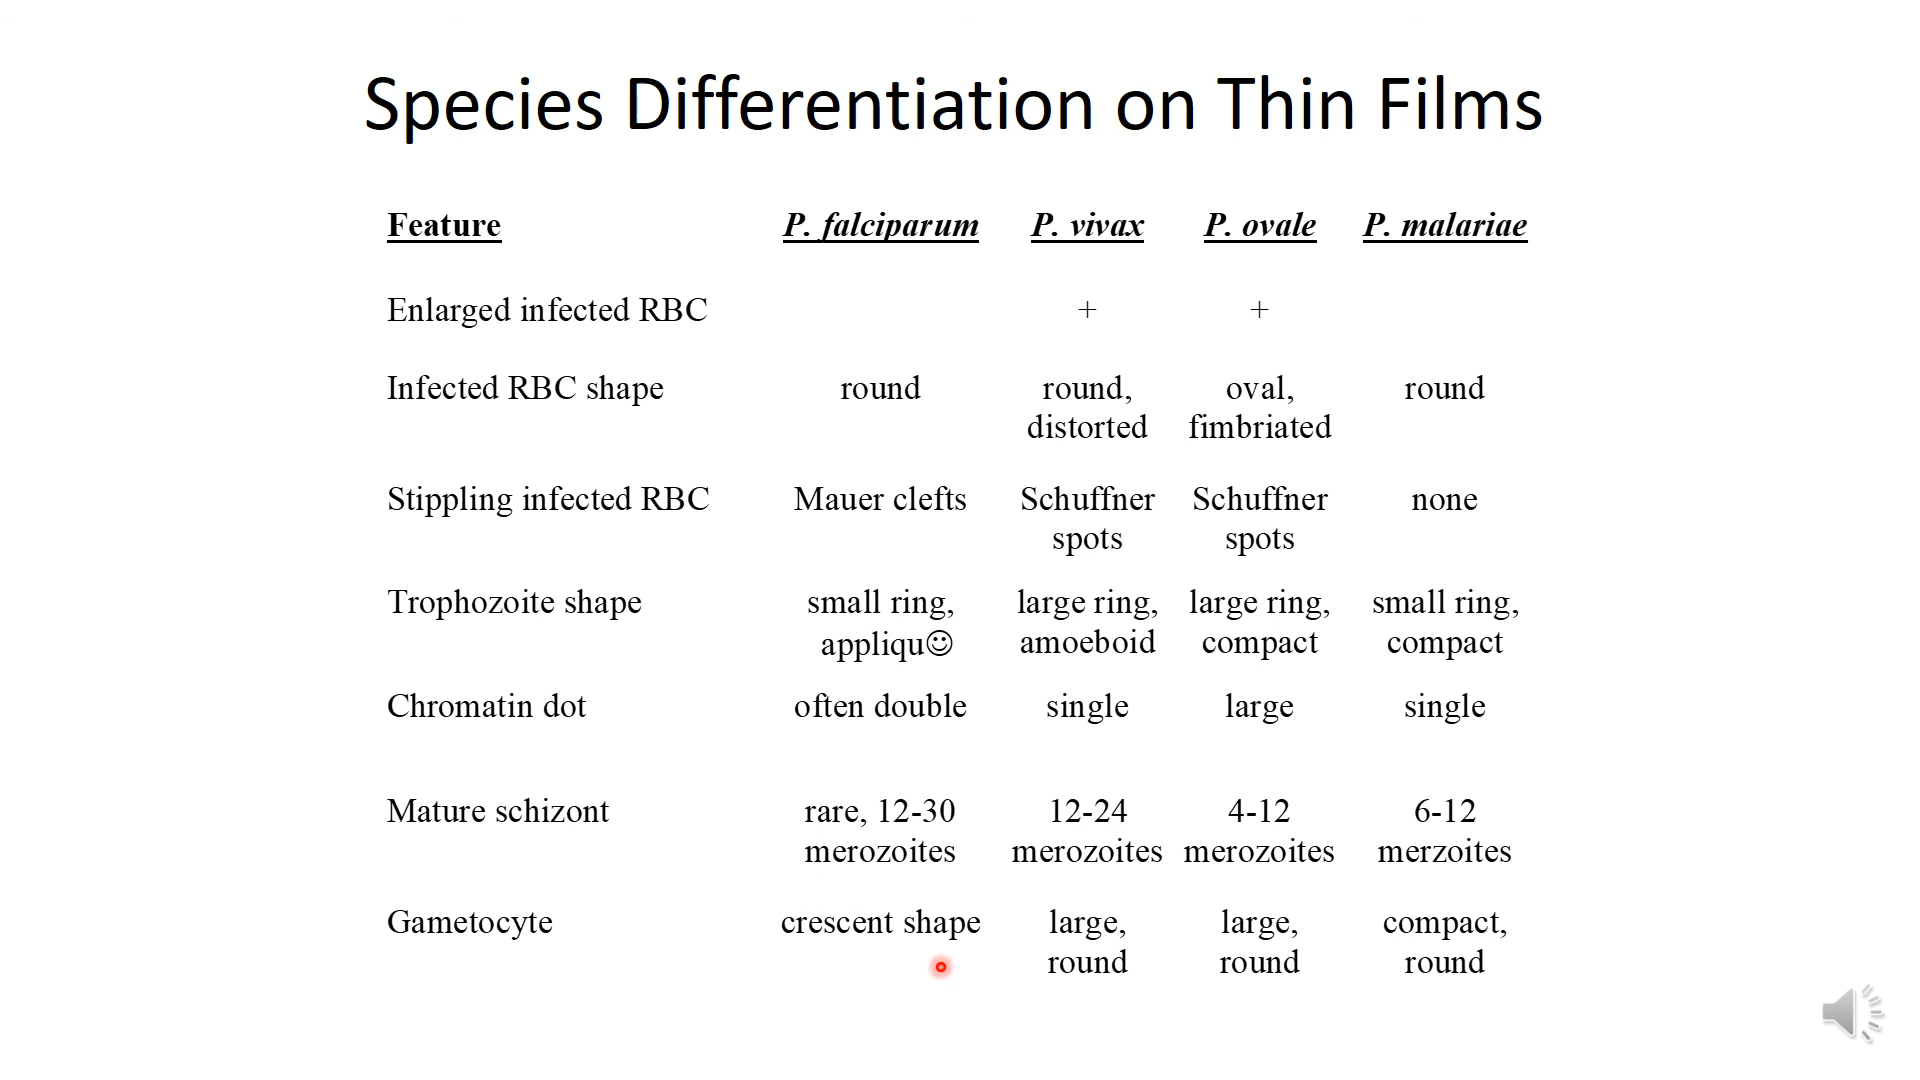 Species Differentiation on Thin Films
Feature P. falciparum P. vivax P. ovale P. malariae
Enlarged infected RBC + +
Infected RBC shape round round, oval, round
distorted fimbriated
Stippling infected RBC Mauer clefts Schuffner Schuffner none
spots spots
Trophozoite shape small ring, large ring, large ring, small ring,
appliqu☺ amoeboid compact compact
Chromatin dot often double single large single
Mature schizont rare, 12-30 12-24 4-12 6-12
merozoites merozoites merozoites merzoites
Gametocyte crescent shape large, large, compact,
round round round